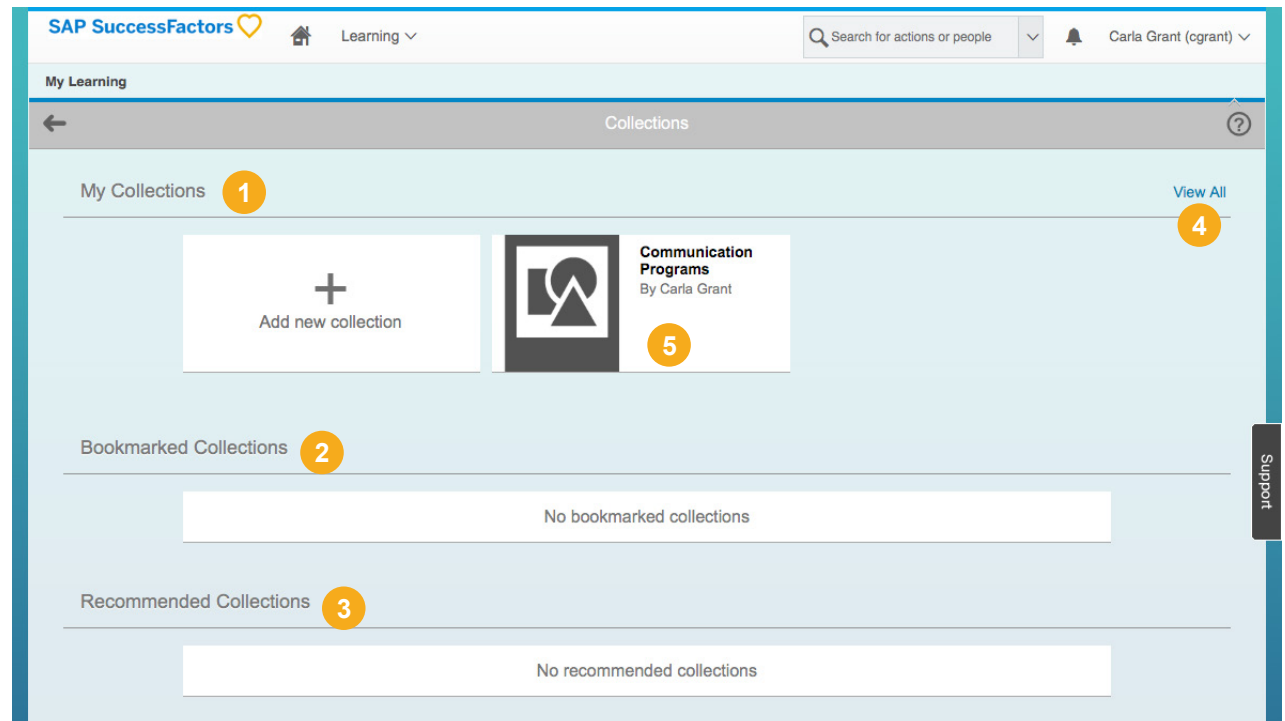 SAP SuccessFactors
Learning
Search for actions or people
Carla Grant (cgrant)
My Learning
Collections
?
My Collections
1
View All
4
Add new collection
Communication
Programs
By Carla Grant
5
Bookmarked Collections
2
Support
No bookmarked collections
Recommended Collections
3
No recommended collections